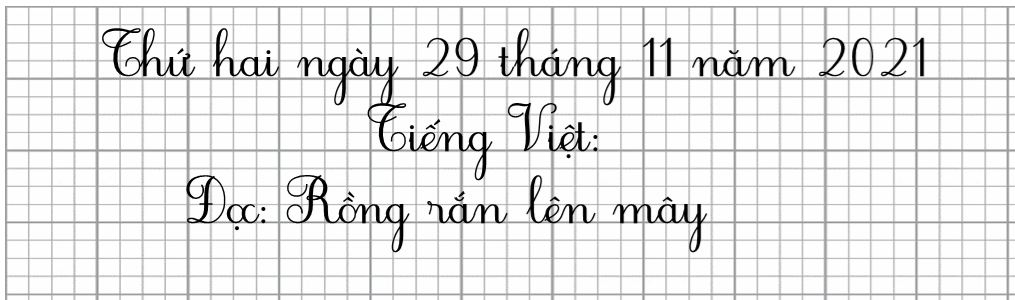 Thứ hai ngày 29 tháng 11 năm 2021
Tiếng Việt:
Đọc: Rồng rắn lên mây